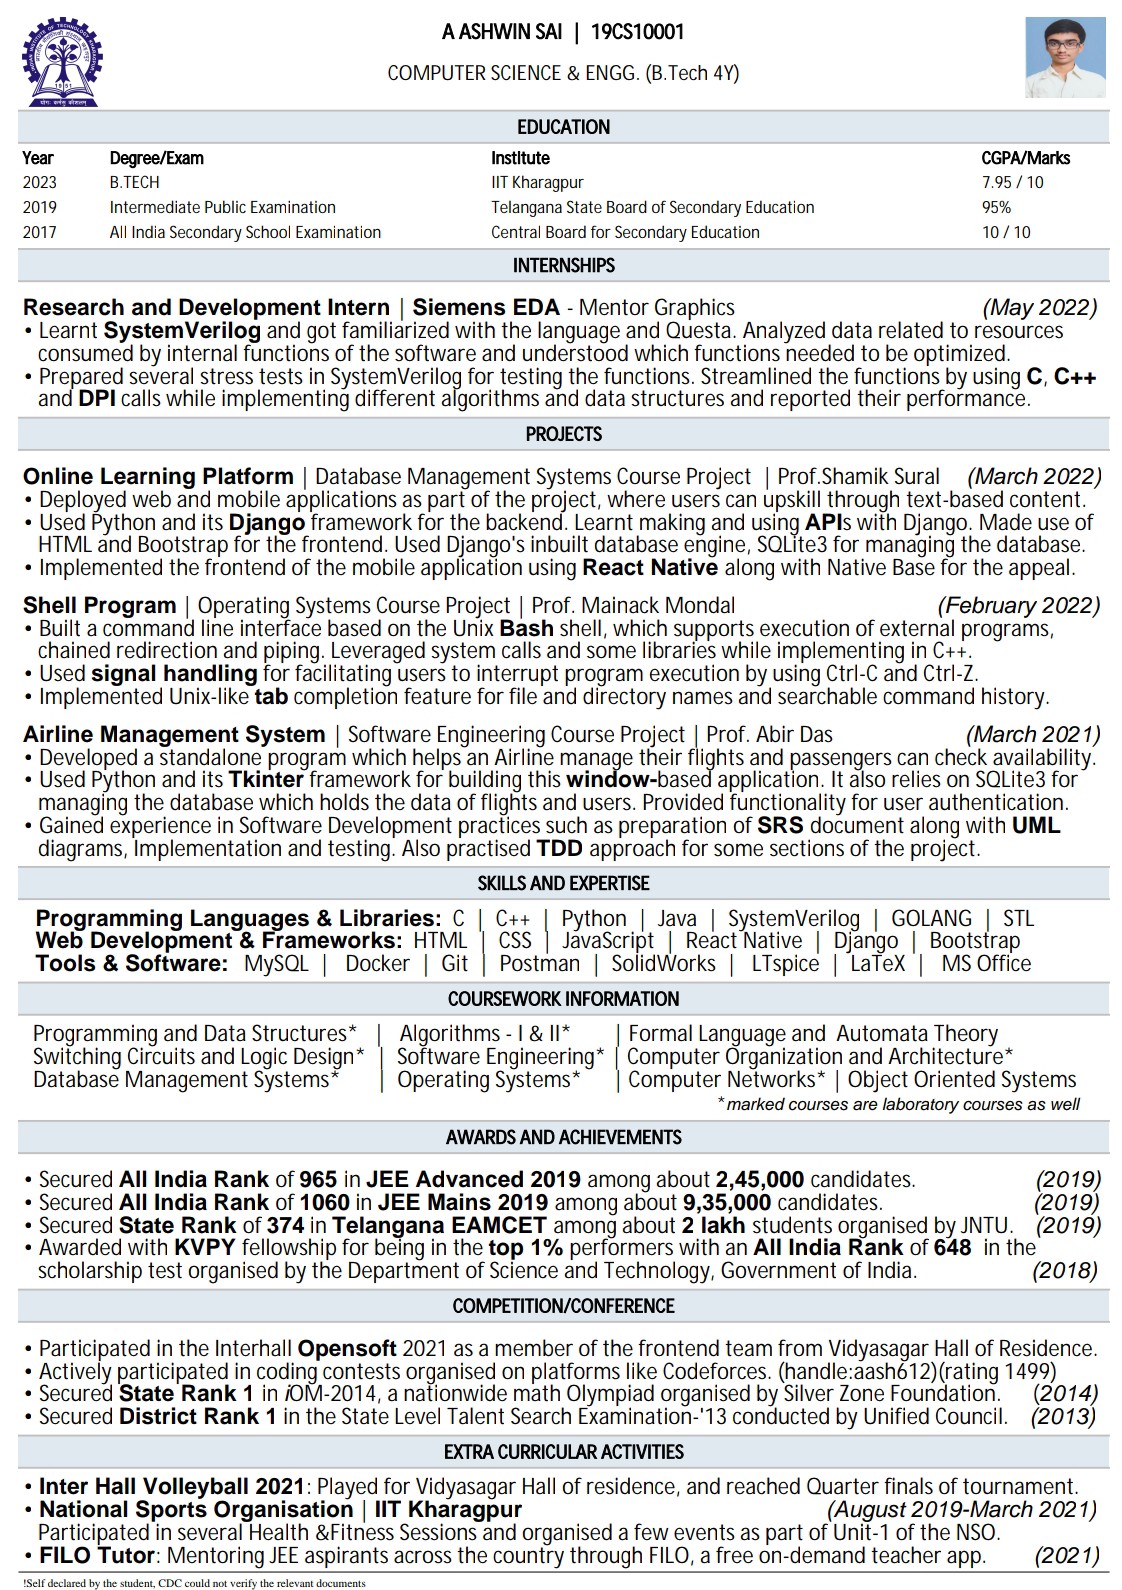 A ASHWIN SAI | 19CS10001
COMPUTER SCIENCE & ENGG. (B.Tech 4Y)
EDUCATION
Year Degree/Exam Institute CGPA/Marks
2023 B.TECH IIT Kharagpur 7.95 / 10
2019 Intermediate Public Examination Telangana State Board of Secondary Education 95%
2017 All India Secondary School Examination Central Board for Secondary Education 10 / 10
INTERNSHIPS
Research and Development Intern | Siemens EDA - Mentor Graphics (May 2022)
• Learnt SystemVerilog and got familiarized with the language and Questa. Analyzed data related to resources
consumed by internal functions of the software and understood which functions needed to be optimized.
• Prepared several stress tests in SystemVerilog for testing the functions. Streamlined the functions by using C, C++
and DPI calls while implementing different algorithms and data structures and reported their performance.
PROJECTS
Online Learning Platform | Database Management Systems Course Project | Prof.Shamik Sural (March 2022)
• Deployed web and mobile applications as part of the project, where users can upskill through text-based content.
• Used Python and its Django framework for the backend. Learnt making and using APIs with Django. Made use of
HTML and Bootstrap for the frontend. Used Django's inbuilt database engine, SQLite3 for managing the database.
• Implemented the frontend of the mobile application using React Native along with Native Base for the appeal.
Shell Program | Operating Systems Course Project | Prof. Mainack Mondal (February 2022)
• Built a command line interface based on the Unix Bash shell, which supports execution of external programs,
chained redirection and piping. Leveraged system calls and some libraries while implementing in C++.
• Used signal handling for facilitating users to interrupt program execution by using Ctrl-C and Ctrl-Z.
• Implemented Unix-like tab completion feature for file and directory names and searchable command history.
Airline Management System | Software Engineering Course Project | Prof. Abir Das (March 2021)
• Developed a standalone program which helps an Airline manage their flights and passengers can check availability.
• Used Python and its Tkinter framework for building this window-based application. It also relies on SQLite3 for
managing the database which holds the data of flights and users. Provided functionality for user authentication.
• Gained experience in Software Development practices such as preparation of SRS document along with UML
diagrams, Implementation and testing. Also practised TDD approach for some sections of the project.
SKILLS AND EXPERTISE
Programming Languages & Libraries: C | C++ | Python | Java | SystemVerilog | GOLANG | STL
Web Development & Frameworks: HTML | CSS | JavaScript | React Native | Django | Bootstrap
Tools & Software: MySQL | Docker | Git | Postman | SolidWorks | LTspice | LaTeX | MS Office
COURSEWORK INFORMATION
Programming and Data Structures* | Algorithms - I & II* | Formal Language and Automata Theory
Switching Circuits and Logic Design* | Software Engineering* | Computer Organization and Architecture*
Database Management Systems* | Operating Systems* | Computer Networks* | Object Oriented Systems
*marked courses are laboratory courses as well
AWARDS AND ACHIEVEMENTS
• Secured All India Rank of 965 in JEE Advanced 2019 among about 2,45,000 candidates. (2019)
• Secured All India Rank of 1060 in JEE Mains 2019 among about 9,35,000 candidates. (2019)
• Secured State Rank of 374 in Telangana EAMCET among about 2 lakh students organised by JNTU. (2019)
• Awarded with KVPY fellowship for being in the top 1% performers with an All India Rank of 648 in the
scholarship test organised by the Department of Science and Technology, Government of India. (2018)
COMPETITION/CONFERENCE
• Participated in the Interhall Opensoft 2021 as a member of the frontend team from Vidyasagar Hall of Residence.
• Actively participated in coding contests organised on platforms like Codeforces. (handle:aash612)(rating 1499)
• Secured State Rank 1 in iOM-2014, a nationwide math Olympiad organised by Silver Zone Foundation. (2014)
• Secured District Rank 1 in the State Level Talent Search Examination-'13 conducted by Unified Council. (2013)
EXTRA CURRICULAR ACTIVITIES
• Inter Hall Volleyball 2021: Played for Vidyasagar Hall of residence, and reached Quarter finals of tournament.
• National Sports Organisation | IIT Kharagpur (August 2019-March 2021)
Participated in several Health &Fitness Sessions and organised a few events as part of Unit-1 of the NSO.
• FILO Tutor: Mentoring JEE aspirants across the country through FILO, a free on-demand teacher app. (2021)
!Self declared by the student, CDC could not verify the relevant documents